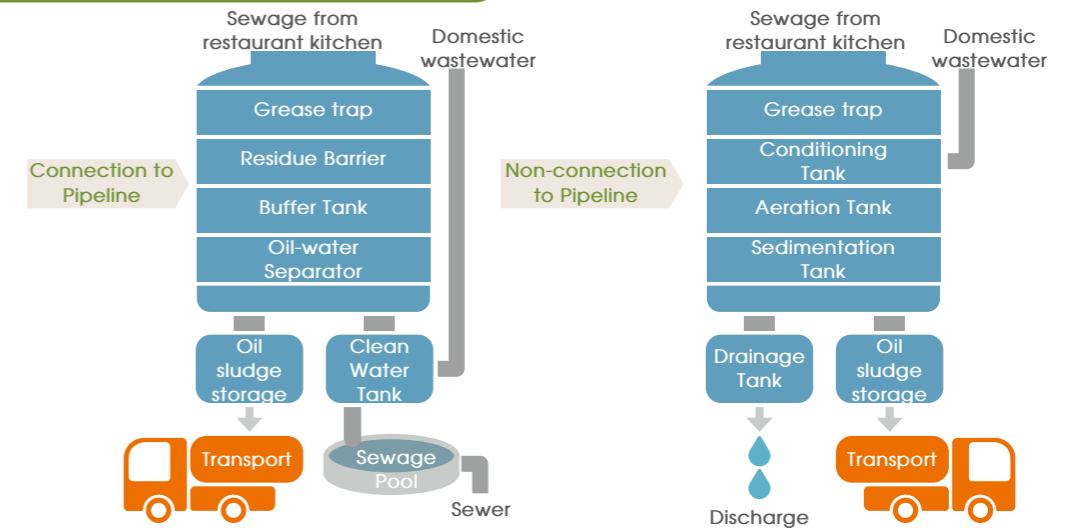 Sewage from
restaurant kitchen
Domestic
wastewater
Connection to
Pipeline
Grease trap
Residue Barrier
Buffer Tank
Oil-water
Separator
Oil
sludge
storage
Clean
Water
Tank
Transport
Sewage
Pool
Sewer
Sewage from
restaurant kitchen
Domestic
wastewater
Non-connection
to Pipeline
Grease trap
Conditioning
Tank
Aeration Tank
Sedimentation
Tank
Drainage
Tank
Oil
sludge
storage
Discharge
Transport